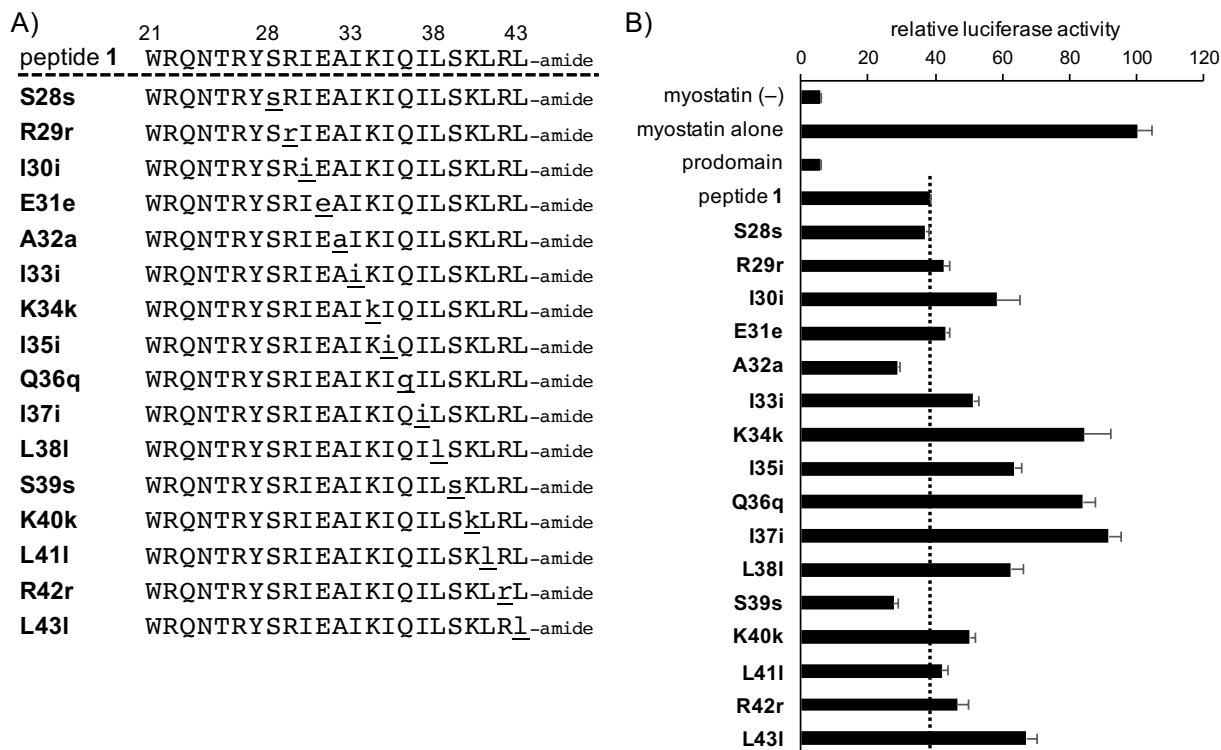 A)
21 28 33 38 43
peptide 1 WRQNTRYSRIEAIKIQILSKLRL-amide
S28s WRQNTRYsRIEAIKIQILSKLRL-amide
R29r WRQNTRYSrIEAIKIQILSKLRL-amide
I30i WRQNTRYSRiEAIKIQILSKLRL-amide
E31e WRQNTRYSRIeAIKIQILSKLRL-amide
A32a WRQNTRYSRIEaIKIQILSKLRL-amide
I33i WRQNTRYSRIEAiKIQILSKLRL-amide
K34k WRQNTRYSRIEAIkIQILSKLRL-amide
I35i WRQNTRYSRIEAIKiQILSKLRL-amide
Q36q WRQNTRYSRIEAIKIqILSKLRL-amide
I37i WRQNTRYSRIEAIKIQiLSKLRL-amide
L38l WRQNTRYSRIEAIKIQIlSKLRL-amide
S39s WRQNTRYSRIEAIKIQILsKLRL-amide
K40k WRQNTRYSRIEAIKIQILSkLRL-amide
L41l WRQNTRYSRIEAIKIQILSKlRL-amide
R42r WRQNTRYSRIEAIKIQILSKLrL-amide
L43l WRQNTRYSRIEAIKIQILSKLRl-amide
B)
relative luciferase activity
0 20 40 60 80 100 120
myostatin (–)
myostatin alone
prodomain
peptide 1
S28s
R29r
I30i
E31e
A32a
I33i
K34k
I35i
Q36q
I37i
L38l
S39s
K40k
L41l
R42r
L43l